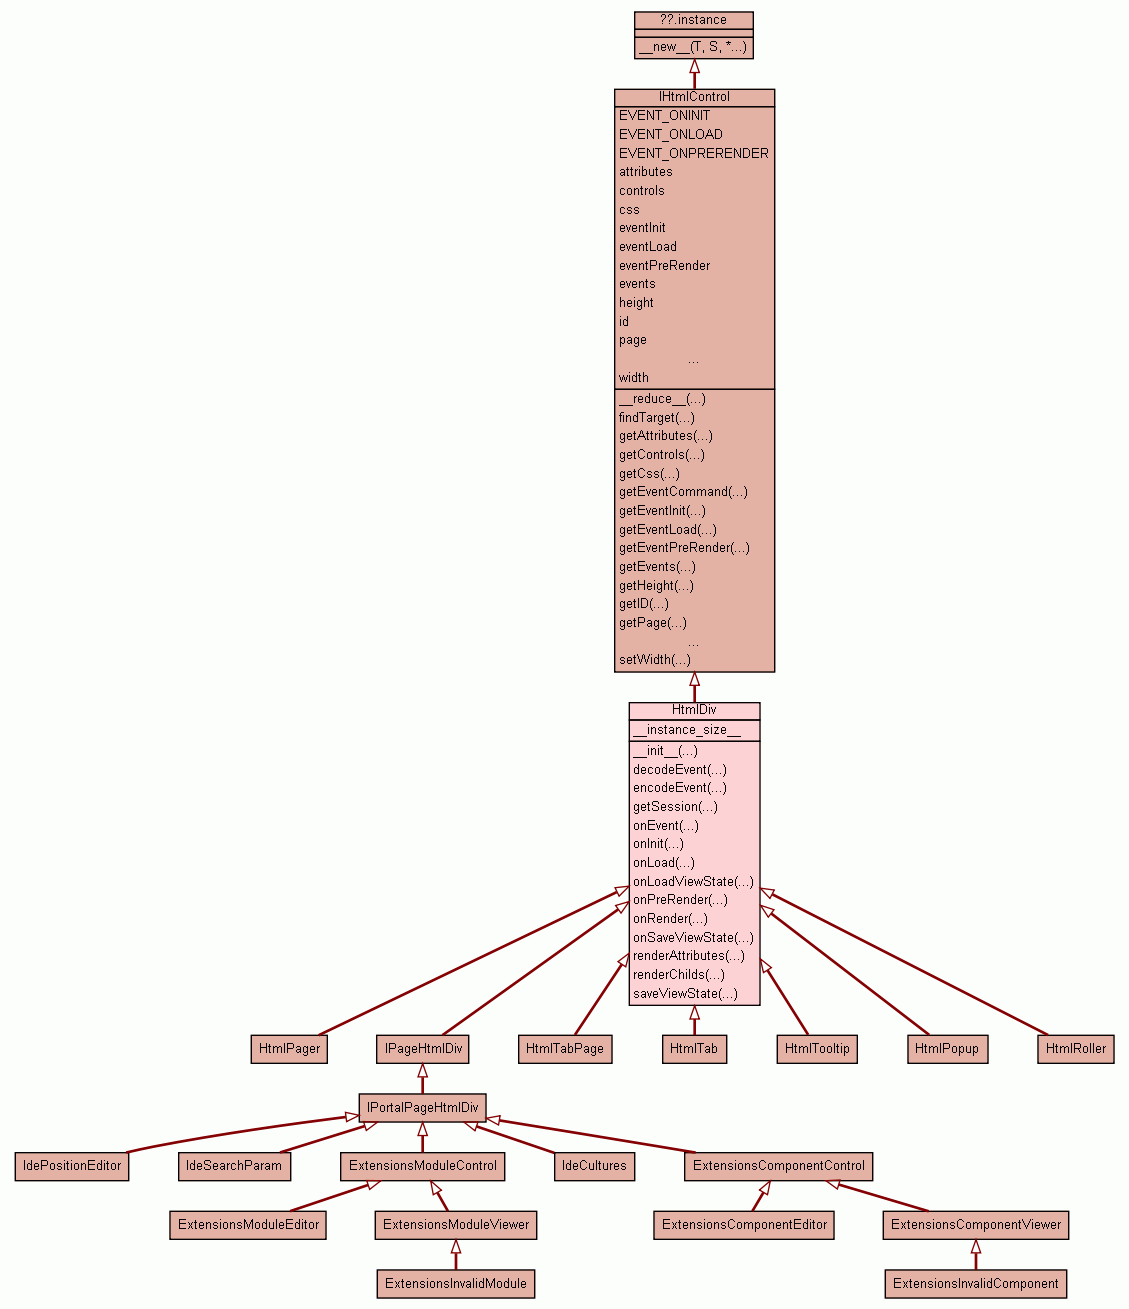 ??.instance
__new__(T, S, *...)
IHtmlControl
EVENT_ONINIT
EVENT_ONLOAD
EVENT_ONPRERENDER
attributes
controls
css
eventInit
eventLoad
eventPreRender
events
height
id
page
...
width
__reduce__(...)
findTarget(...)
getAttributes(...)
getControls(...)
getCss(...)
getEventCommand(...)
getEventInit(...)
getEventLoad(...)
getEventPreRender(...)
getEvents(...)
getHeight(...)
getID(...)
getPage(...)
...
setWidth(...)
HtmlDiv
__instance_size__
__init__(...)
decodeEvent(...)
encodeEvent(...)
getSession(...)
onEvent(...)
onInit(...)
onLoad(...)
onLoadViewState(...)
onPreRender(...)
onRender(...)
onSaveViewState(...)
renderAttributes(...)
renderChilds(...)
saveViewState(...)
HtmlPager
IPageHtmlDiv
HtmlTabPage
HtmlTab
HtmlTooltip
HtmlPopup
HtmlRoller
IPortalPageHtmlDiv
IdePositionEditor
IdeSearchParam
ExtensionsModuleControl
IdeCultures
ExtensionsComponentControl
ExtensionsModuleEditor
ExtensionsModuleViewer
ExtensionsComponentEditor
ExtensionsComponentViewer
ExtensionsInvalidModule
ExtensionsInvalidComponent